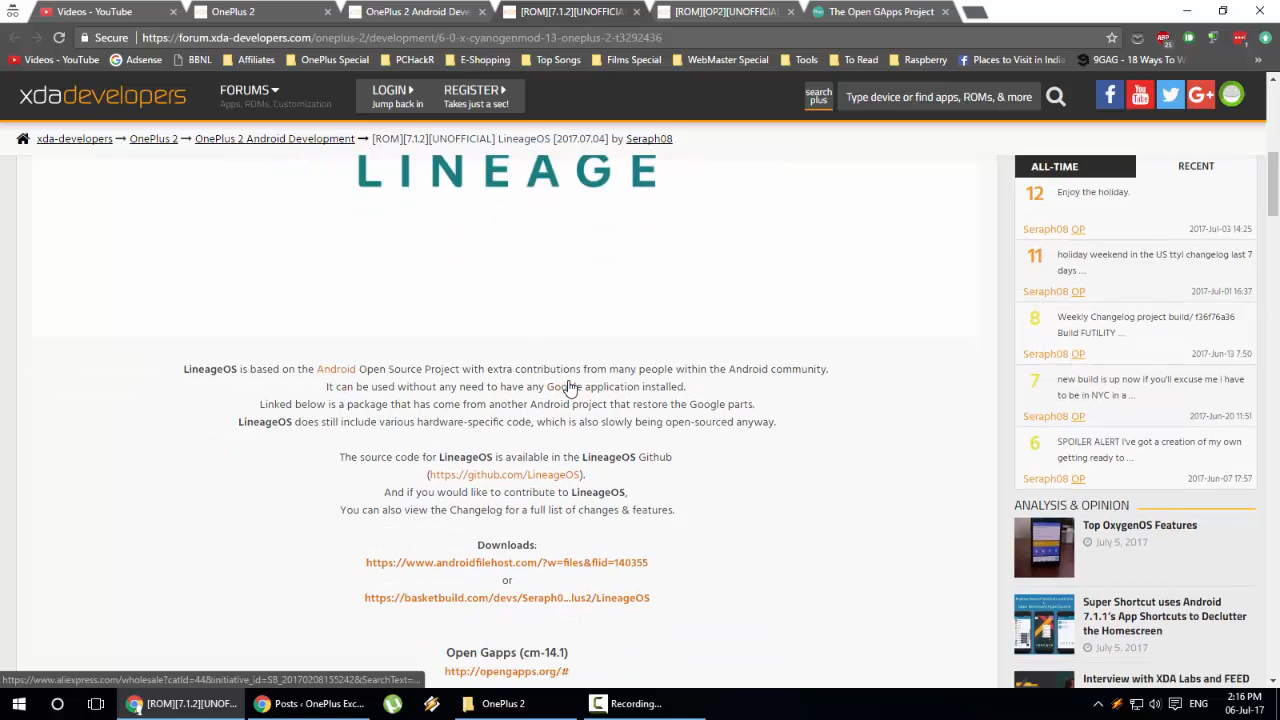 Videos - YouTube
OnePlus 2
OnePlus 2 Android Deve
[ROM][7.1.2][UNOFFICIAL
[ROM][OP2][UNOFFICIAL
The Open GApps Project
Secure
https://forum.xda-developers.com/oneplus-2/development/6-0-x-cyanogenmod-13-oneplus-2-t3292436
25
1
Videos - YouTube
Adsense
BBNL
Affiliates
OnePlus Special
PCHackR
E-Shopping
Top Songs
Films Special
WebMaster Special
Tools
To Read
Raspberry
Places to Visit in India
9GAG - 18 Ways To W
xdadevelopers
FORUMS
Apps, ROMs, Customization
LOGIN
Jump back in
REGISTER
Takes just a sec!
search
plus
Type device or find apps, ROMs, & more
xda-developers
OnePlus 2
OnePlus 2 Android Development
[ROM][7.1.2][UNOFFICIAL] LineageOS [2017.07.04] by Seraph08
LINEAGE
LineageOS is based on the Android Open Source Project with extra contributions from many people within the Android community.
It can be used without any need to have any Google application installed.
Linked below is a package that has come from another Android project that restore the Google parts.
LineageOS does still include various hardware-specific code, which is also slowly being open-sourced anyway.
The source code for LineageOS is available in the LineageOS Github
(https://github.com/LineageOS).
And if you would like to contribute to LineageOS,
You can also view the Changelog for a full list of changes & features.
Downloads:
https://www.androidfilehost.com/?w=files&flid=140355
or
https://basketbuild.com/devs/Seraph0...lus2/LineageOS
Open Gapps (cm-14.1)
http://opengapps.org/#
ALL-TIME
RECENT
12
Enjoy the holiday.
Seraph08 OP
2017-Jul-03 14:25
11
holiday weekend in the US ttyl changelog last 7
days ...
Seraph08 OP
2017-Jul-01 16:37
8
Weekly Changelog project build/ f36f76a36
Build FUTILITY ...
Seraph08 OP
2017-Jun-13 7:50
7
new build is up now if you'll excuse me i have
to be in NYC in a ...
Seraph08 OP
2017-Jun-20 11:51
6
SPOILER ALERT I've got a creation of my own
getting ready to ...
Seraph08 OP
2017-Jun-07 17:57
ANALYSIS & OPINION
Top OxygenOS Features
July 5, 2017
Super Shortcut uses Android
7.1.1's App Shortcuts to Declutter
the Homescreen
July 5, 2017
Interview with XDA Labs and FEED
https://www.aliexpress.com/wholesale?catId=44&initiative_id=SB_20170208155242&SearchText=...
[ROM][7.1.2][UNOF...
Posts ‹ OnePlus Exc...
OnePlus 2
Recording...
ENG
2:16 PM
06-Jul-17